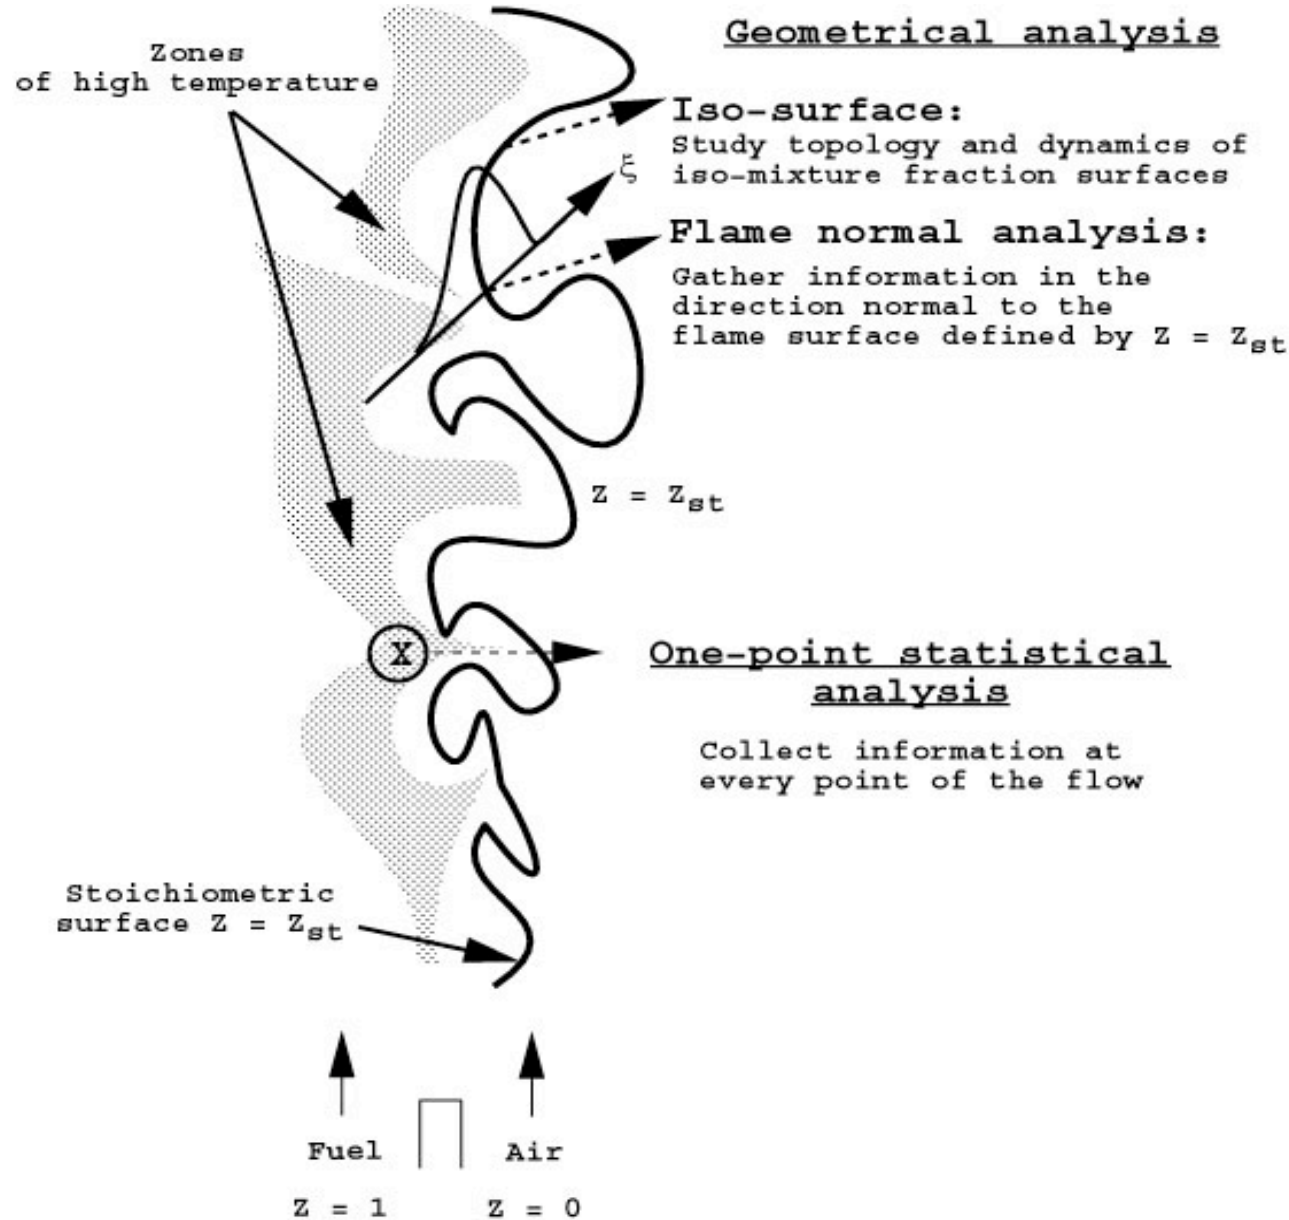 Geometrical analysis
Zones
of high temperature
Iso-surface:
Study topology and dynamics of
iso-mixture fraction surfaces
ξ
Flame normal analysis:
Gather information in the
direction normal to the
flame surface defined by Z = Zst
Z = Zst
X
One-point statistical
analysis
Collect information at
every point of the flow
Stoichiometric
surface Z = Zst
Fuel
Air
Z = 1
Z = 0